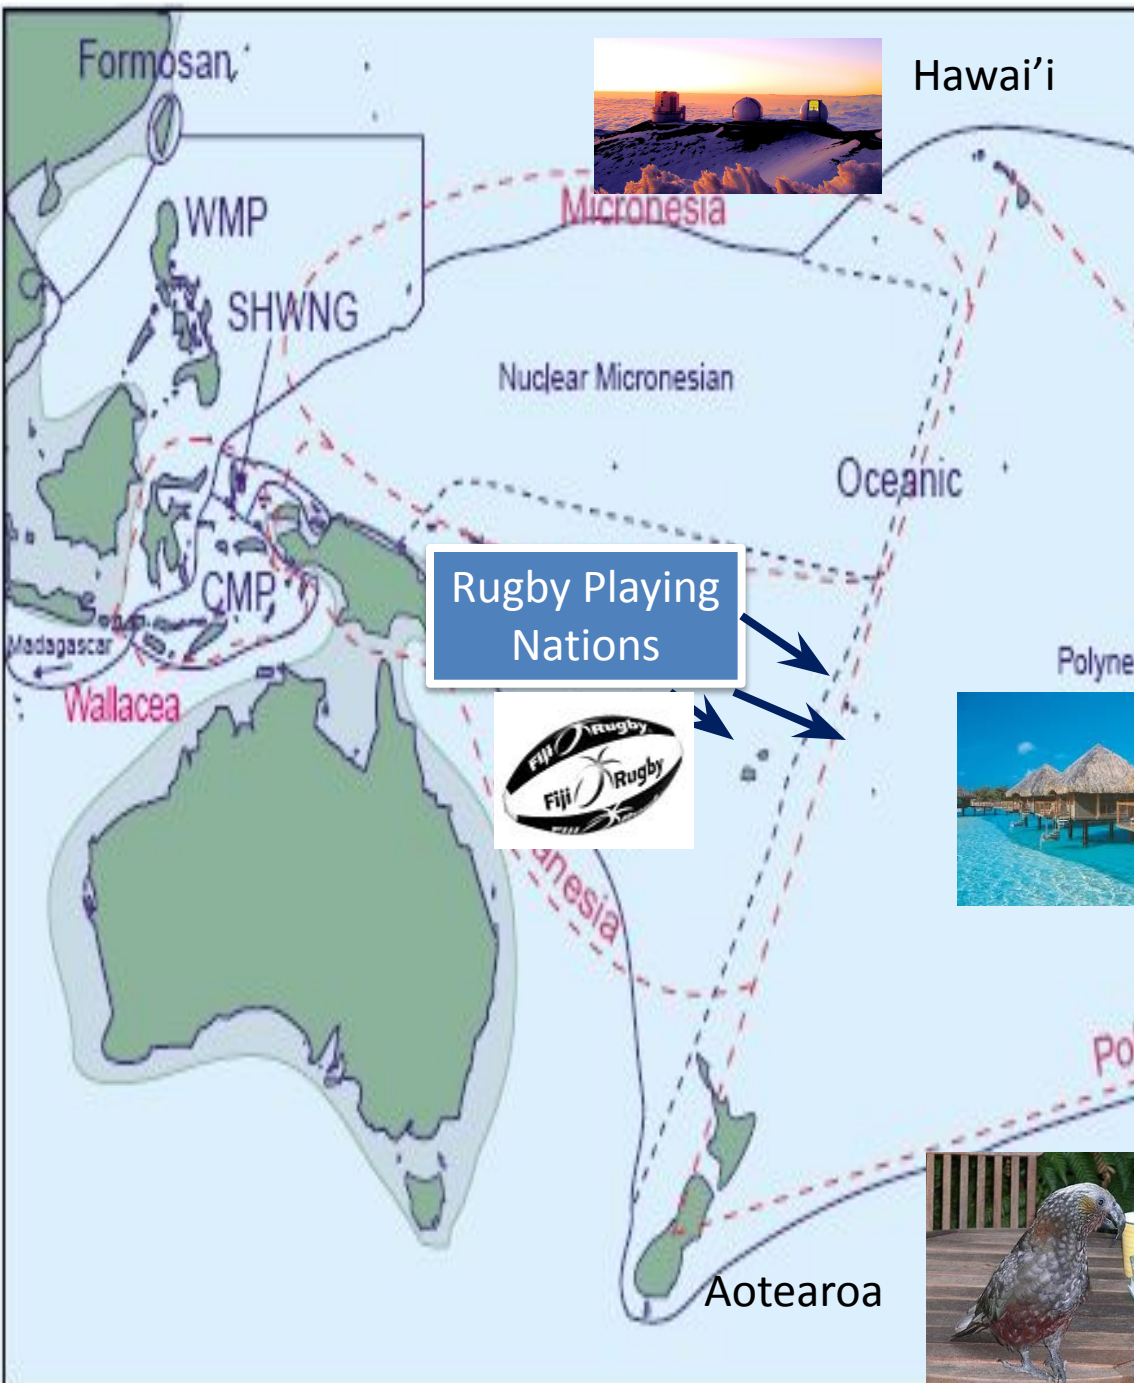 Formosan
Hawai’i
WMP
Micronesia
SHWNG
Nuclear Micronesian
Oceanic
Rugby Playing
Nations
CMP
Madagascar
Wallacea
Polyne
Fiji Rugby
Fiji Rugby
anesia
Po
Aotearoa